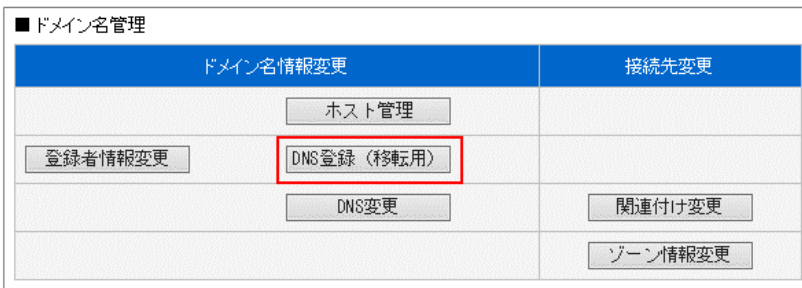 ■ドメイン名管理
ドメイン名情報変更
接続先変更
ホスト管理
登録者情報変更
DNS登録（移転用）
DNS変更
関連付け変更
ゾーン情報変更